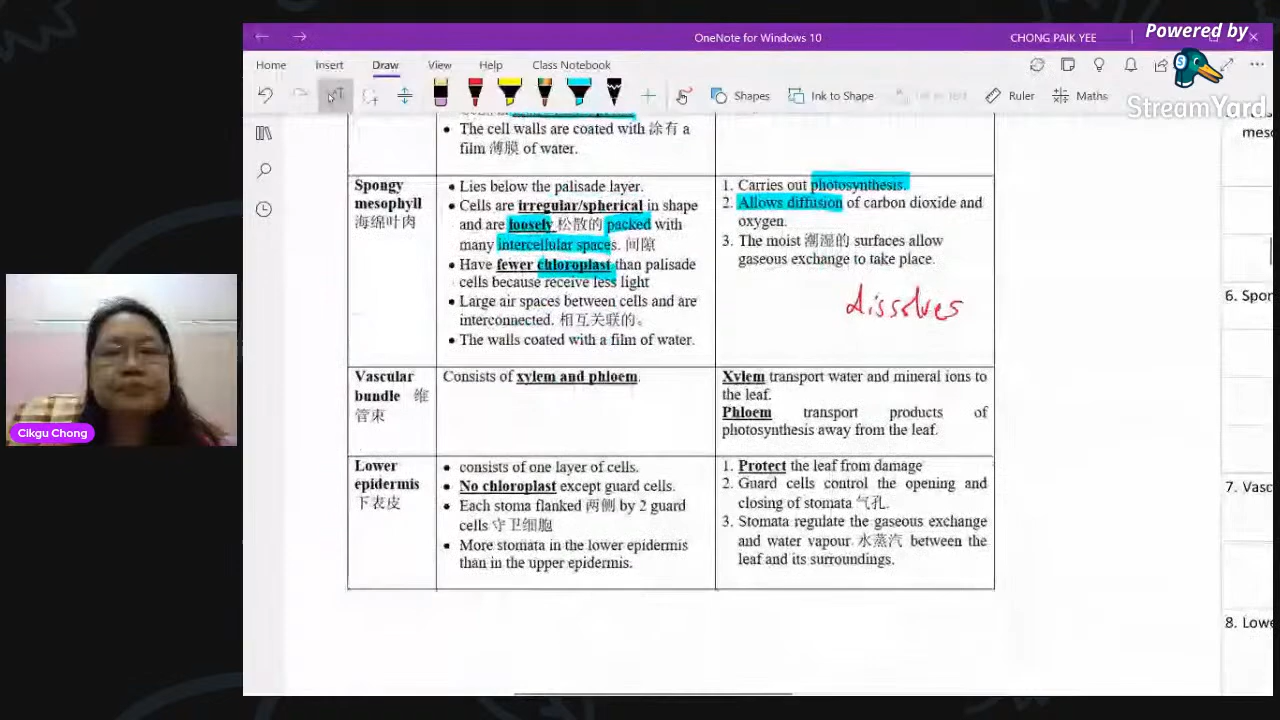 Powered by
StreamYard
OneNote for Windows 10
CHONG PAIK YEE
Home Insert Draw View Help Class Notebook
Shapes Ink to Shape Ruler Maths
The cell walls are coated with 涂有 a
film 薄膜 of water.
Spongy
mesophyll
海绵叶肉
• Lies below the palisade layer.
• Cells are irregular/spherical in shape
and are loosely 松散的 packed with
many intercellular spaces. 间隙
• Have fewer chloroplast than palisade
cells because receive less light
• Large air spaces between cells and are
interconnected. 相互关联的。
• The walls coated with a film of water.
1. Carries out photosynthesis.
2. Allows diffusion of carbon dioxide and
oxygen.
3. The moist 潮湿的 surfaces allow
gaseous exchange to take place.
dissolves
Vascular
bundle 维
管束
Consists of xylem and phloem.
Xylem transport water and mineral ions to
the leaf.
Phloem transport products of
photosynthesis away from the leaf.
Lower
epidermis
下表皮
• consists of one layer of cells.
• No chloroplast except guard cells.
• Each stoma flanked 两侧 by 2 guard
cells 守卫细胞
• More stomata in the lower epidermis
than in the upper epidermis.
1. Protect the leaf from damage
2. Guard cells control the opening and
closing of stomata 气孔.
3. Stomata regulate the gaseous exchange
and water vapour 水蒸汽 between the
leaf and its surroundings.
meso
6. Spon
7. Vasc
8. Lowe
Cikgu Chong